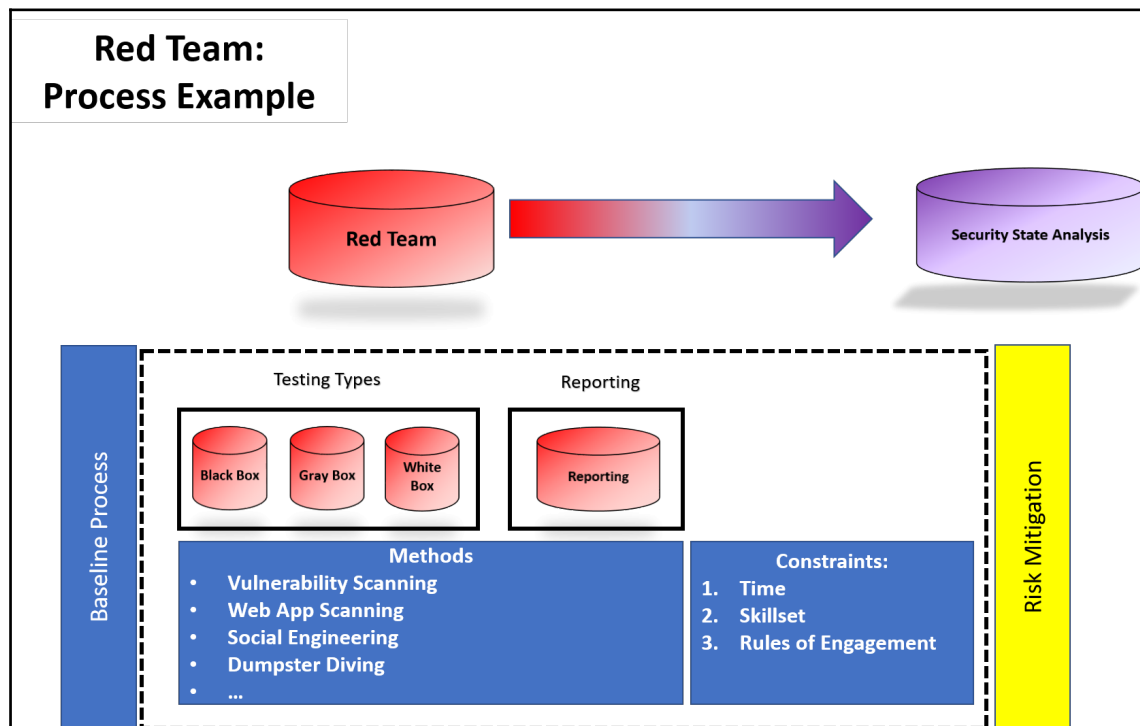 Red Team:
Process Example
Red Team
Security State Analysis
Baseline Process
Testing Types
Reporting
Black Box
Gray Box
White
Box
Reporting
Methods
• Vulnerability Scanning
• Web App Scanning
• Social Engineering
• Dumpster Diving
• ...
Constraints:
1. Time
2. Skillset
3. Rules of Engagement
Risk Mitigation